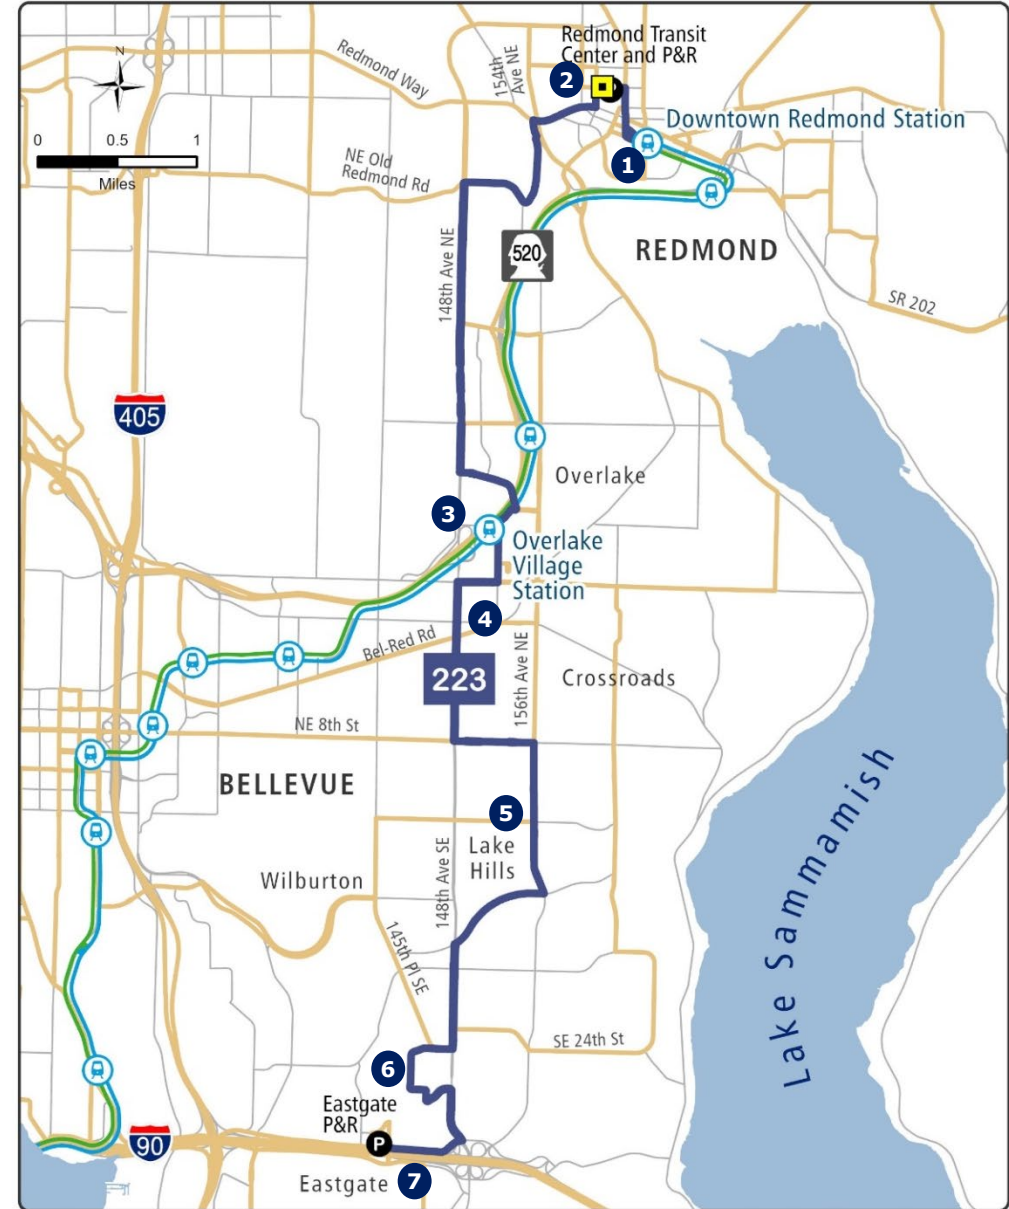 Redmond Transit
Center and P&R
2
154th
Ave NE
Redmond Way
N
0 0.5 1
Miles
Downtown Redmond Station
1
NE Old
Redmond Rd
148th Ave NE
520
REDMOND
SR 202
405
Overlake
3
Overlake
Village
Station
4
Bel-Red Rd
223
156th Ave NE
Crossroads
NE 8th St
BELLEVUE
5
Lake
Hills
148th Ave SE
Wilburton
145th Pl SE
Lake Sammamish
SE 24th St
6
Eastgate
P&R
P
90
Eastgate
7